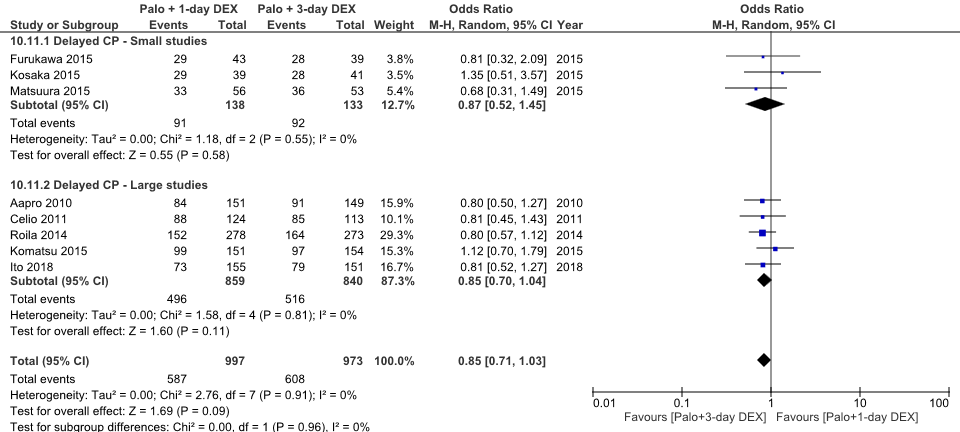 Palo + 1-day DEX Palo + 3-day DEX Odds Ratio Odds Ratio
Study or Subgroup Events Total Events Total Weight M-H, Random, 95% CI Year M-H, Random, 95% CI
10.11.1 Delayed CP - Small studies
Furukawa 2015 29 43 28 39 3.8% 0.81 [0.32, 2.09] 2015
Kosaka 2015 29 39 28 41 3.5% 1.35 [0.51, 3.57] 2015
Matsuura 2015 33 56 36 53 5.4% 0.68 [0.31, 1.49] 2015
Subtotal (95% CI) 138 133 12.7% 0.87 [0.52, 1.45]
Total events 91 92
Heterogeneity: Tau² = 0.00; Chi² = 1.18, df = 2 (P = 0.55); I² = 0%
Test for overall effect: Z = 0.55 (P = 0.58)
10.11.2 Delayed CP - Large studies
Aapro 2010 84 151 91 149 15.9% 0.80 [0.50, 1.27] 2010
Celio 2011 88 124 85 113 10.1% 0.81 [0.45, 1.43] 2011
Roila 2014 152 278 164 273 29.3% 0.80 [0.57, 1.12] 2014
Komatsu 2015 99 151 97 154 15.3% 1.12 [0.70, 1.79] 2015
Ito 2018 73 155 79 151 16.7% 0.81 [0.52, 1.27] 2018
Subtotal (95% CI) 859 840 87.3% 0.85 [0.70, 1.04]
Total events 496 516
Heterogeneity: Tau² = 0.00; Chi² = 1.58, df = 4 (P = 0.81); I² = 0%
Test for overall effect: Z = 1.60 (P = 0.11)
Total (95% CI) 997 973 100.0% 0.85 [0.71, 1.03]
Total events 587 608
Heterogeneity: Tau² = 0.00; Chi² = 2.76, df = 7 (P = 0.91); I² = 0%
Test for overall effect: Z = 1.69 (P = 0.09)
Test for subgroup differences: Chi² = 0.00, df = 1 (P = 0.96), I² = 0%
0.01 0.1 1 10 100
Favours [Palo+3-day DEX] Favours [Palo+1-day DEX]